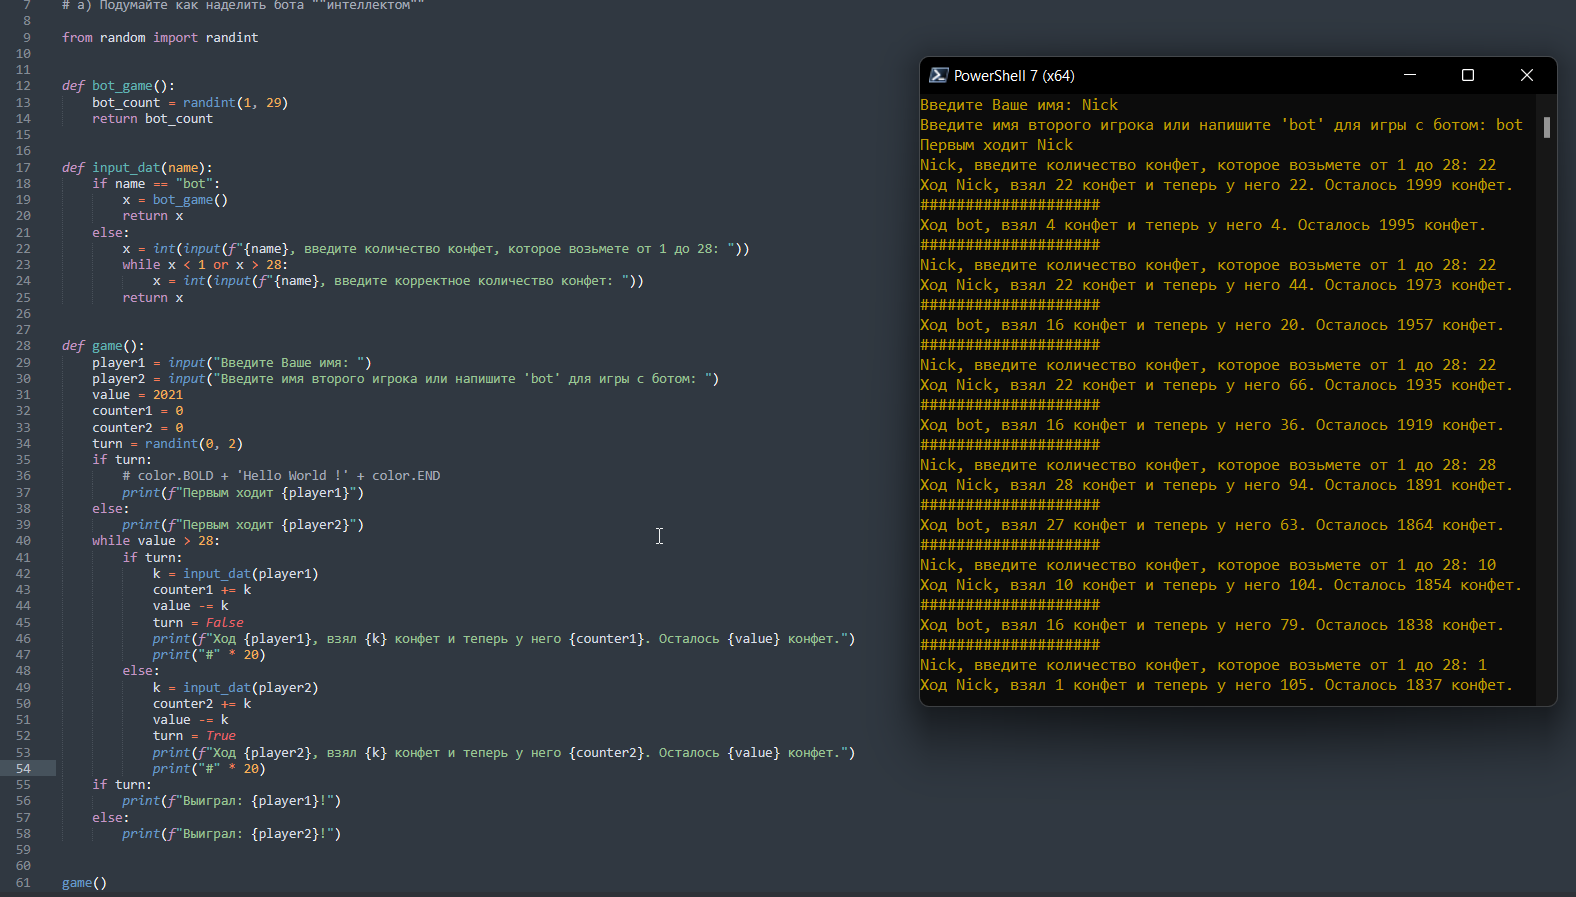 7 # a) Подумайте как наделить бота ""интеллектом""
8
9 from random import randint
10
11
12 def bot_game():
13     bot_count = randint(1, 29)
14     return bot_count
15
16
17 def input_dat(name):
18     if name == "bot":
19         x = bot_game()
20         return x
21     else:
22         x = int(input(f"{name}, введите количество конфет, которое возьмете от 1 до 28: "))
23         while x < 1 or x > 28:
24             x = int(input(f"{name}, введите корректное количество конфет: "))
25         return x
26
27
28 def game():
29     player1 = input("Введите Ваше имя: ")
30     player2 = input("Введите имя второго игрока или напишите 'bot' для игры с ботом: ")
31     value = 2021
32     counter1 = 0
33     counter2 = 0
34     turn = randint(0, 2)
35     if turn:
36         # color.BOLD + 'Hello World !' + color.END
37         print(f"Первым ходит {player1}")
38     else:
39         print(f"Первым ходит {player2}")
40     while value > 28:
41         if turn:
42             k = input_dat(player1)
43             counter1 += k
44             value -= k
45             turn = False
46             print(f"Ход {player1}, взял {k} конфет и теперь у него {counter1}. Осталось {value} конфет.")
47             print("#" * 20)
48         else:
49             k = input_dat(player2)
50             counter2 += k
51             value -= k
52             turn = True
53             print(f"Ход {player2}, взял {k} конфет и теперь у него {counter2}. Осталось {value} конфет.")
54             print("#" * 20)
55     if turn:
56         print(f"Выиграл: {player1}!")
57     else:
58         print(f"Выиграл: {player2}!")
59
60
61 game()
PowerShell 7 (x64)
Введите Ваше имя: Nick
Введите имя второго игрока или напишите 'bot' для игры с ботом: bot
Первым ходит Nick
Nick, введите количество конфет, которое возьмете от 1 до 28: 22
Ход Nick, взял 22 конфет и теперь у него 22. Осталось 1999 конфет.
####################
Ход bot, взял 4 конфет и теперь у него 4. Осталось 1995 конфет.
####################
Nick, введите количество конфет, которое возьмете от 1 до 28: 22
Ход Nick, взял 22 конфет и теперь у него 44. Осталось 1973 конфет.
####################
Ход bot, взял 16 конфет и теперь у него 20. Осталось 1957 конфет.
####################
Nick, введите количество конфет, которое возьмете от 1 до 28: 22
Ход Nick, взял 22 конфет и теперь у него 66. Осталось 1935 конфет.
####################
Ход bot, взял 16 конфет и теперь у него 36. Осталось 1919 конфет.
####################
Nick, введите количество конфет, которое возьмете от 1 до 28: 28
Ход Nick, взял 28 конфет и теперь у него 94. Осталось 1891 конфет.
####################
Ход bot, взял 27 конфет и теперь у него 63. Осталось 1864 конфет.
####################
Nick, введите количество конфет, которое возьмете от 1 до 28: 10
Ход Nick, взял 10 конфет и теперь у него 104. Осталось 1854 конфет.
####################
Ход bot, взял 16 конфет и теперь у него 79. Осталось 1838 конфет.
####################
Nick, введите количество конфет, которое возьмете от 1 до 28: 1
Ход Nick, взял 1 конфет и теперь у него 105. Осталось 1837 конфет.